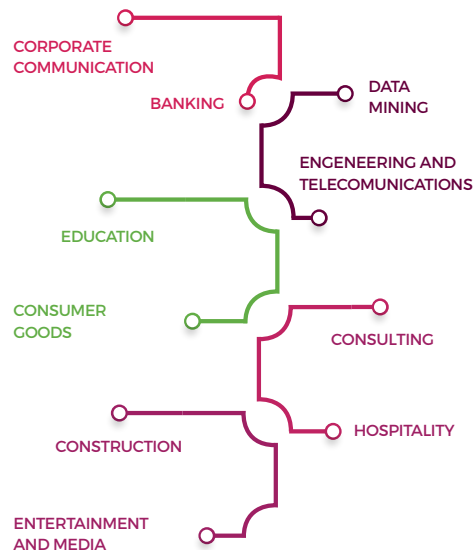 CORPORATE
COMMUNICATION
BANKING
DATA
MINING
ENGENEERING AND
TELECOMUNICATIONS
EDUCATION
CONSUMER
GOODS
CONSULTING
HOSPITALITY
CONSTRUCTION
ENTERTAINMENT
AND MEDIA